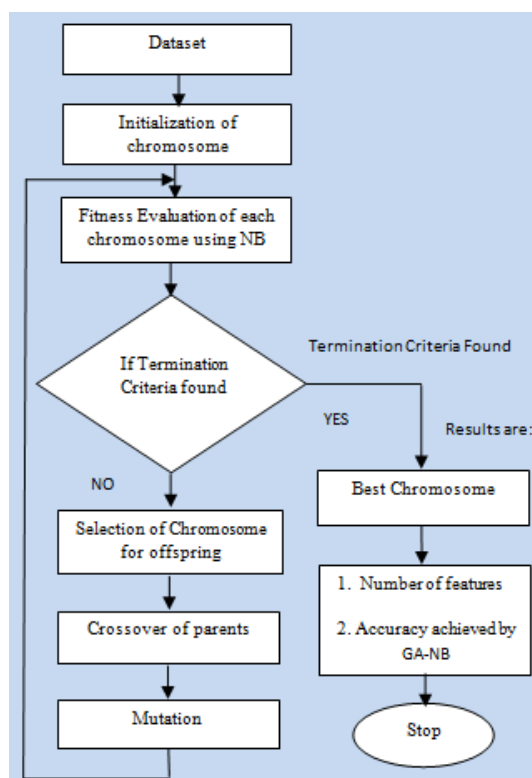 Dataset
Initialization of
chromosome
Fitness Evaluation of each
chromosome using NB
If Termination
Criteria found
Termination Criteria Found
YES
Results are:
NO
Best Chromosome
Selection of Chromosome
for offspring
1. Number of features
2. Accuracy achieved by
GA-NB
Crossover of parents
Mutation
Stop